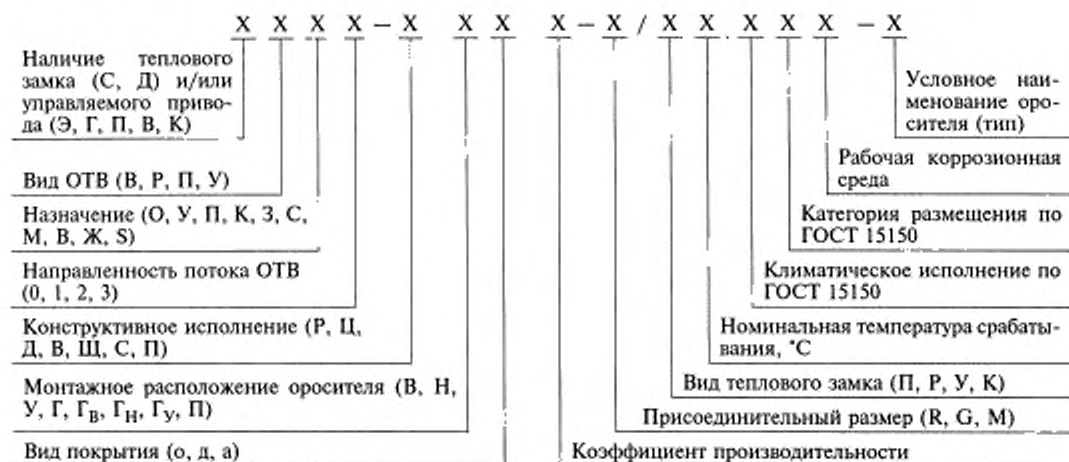 X X X X – X X X X – X / X X . X X X – X
Наличие теплового
замка (С, Д) и/или
управляемого приво-
да (Э, Г, П, В, К)
Вид ОТВ (В, Р, П, У)
Назначение (О, У, П, К, З, С,
М, В, Ж, S)
Направленность потока ОТВ
(0, 1, 2, 3)
Конструктивное исполнение (Р, Ц,
Д, В, Щ, С, П)
Монтажное расположение оросителя (В, Н,
У, Г, Гв, Гн, Гу, П)
Вид покрытия (о, д, а)
Условное наи-
менование оро-
сителя (тип)
Рабочая коррозионная
среда
Категория размещения по
ГОСТ 15150
Климатическое исполнение по
ГОСТ 15150
Номинальная температура срабаты-
вания, °С
Вид теплового замка (П, Р, У, К)
Присоединительный размер (R, G, M)
Коэффициент производительности